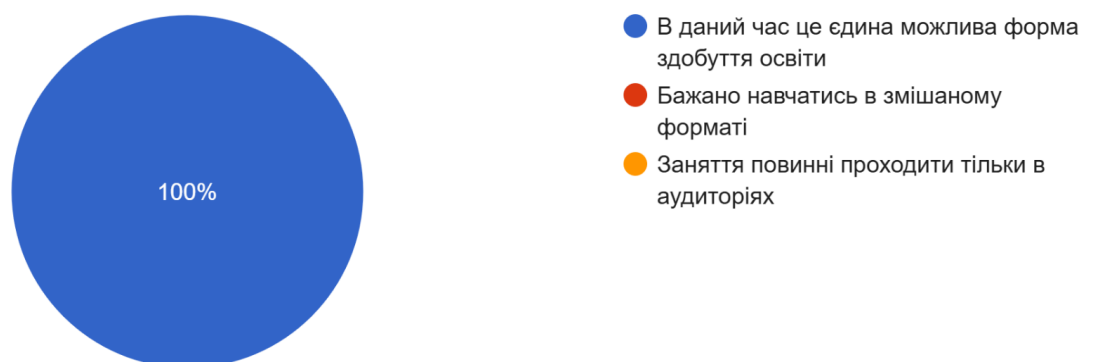 100%
В даний час це єдина можлива форма
здобуття освіти
Бажано навчатись в змішаному
форматі
Заняття повинні проходити тільки в
аудиторіях